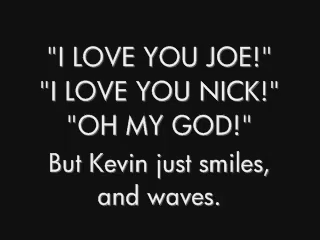 "I LOVE YOU JOE!"
"I LOVE YOU NICK!"
"OH MY GOD!"
But Kevin just smiles,
and waves.